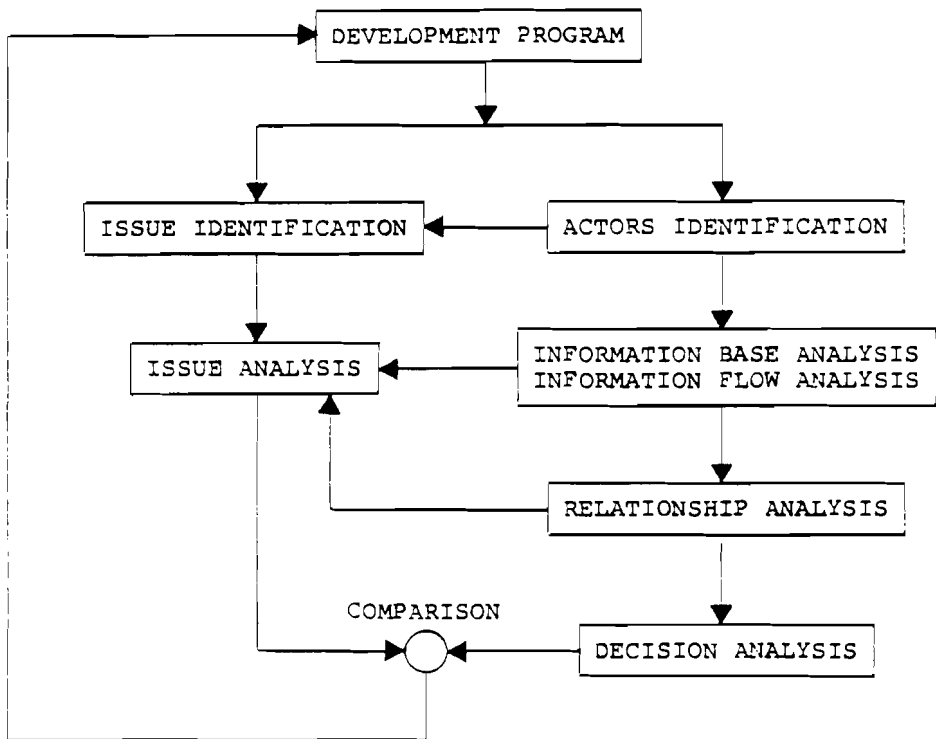 DEVELOPMENT PROGRAM
ISSUE IDENTIFICATION
ACTORS IDENTIFICATION
ISSUE ANALYSIS
INFORMATION BASE ANALYSIS
INFORMATION FLOW ANALYSIS
RELATIONSHIP ANALYSIS
COMPARISON
DECISION ANALYSIS